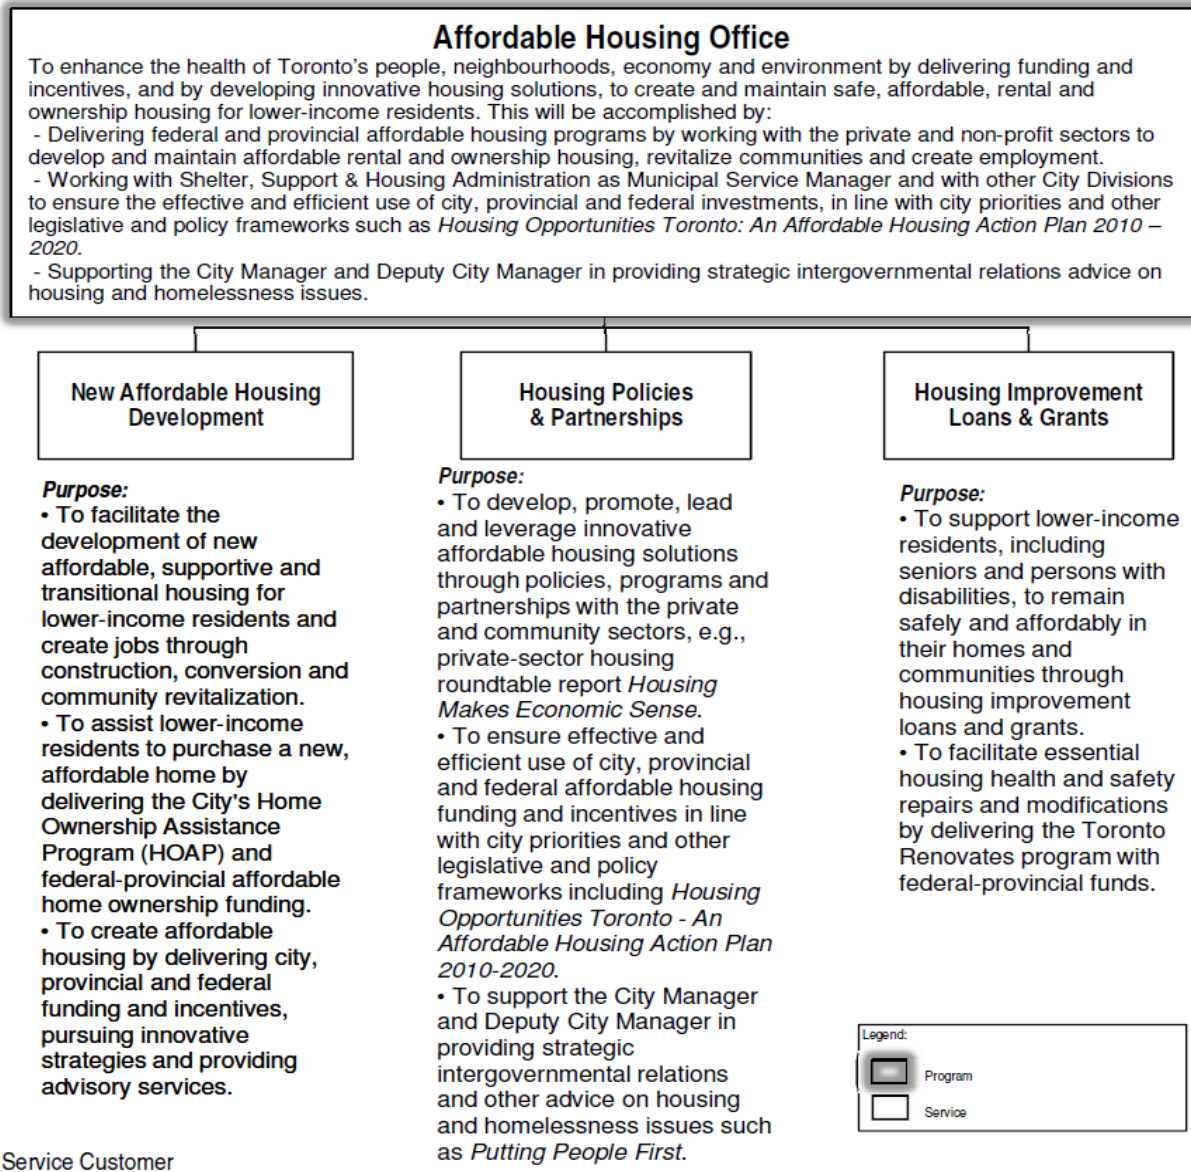 Affordable Housing Office
To enhance the health of Toronto's people, neighbourhoods, economy and environment by delivering funding and
incentives, and by developing innovative housing solutions, to create and maintain safe, affordable, rental and
ownership housing for lower-income residents. This will be accomplished by:
- Delivering federal and provincial affordable housing programs by working with the private and non-profit sectors to
develop and maintain affordable rental and ownership housing, revitalize communities and create employment.
- Working with Shelter, Support & Housing Administration as Municipal Service Manager and with other City Divisions
to ensure the effective and efficient use of city, provincial and federal investments, in line with city priorities and other
legislative and policy frameworks such as Housing Opportunities Toronto: An Affordable Housing Action Plan 2010 –
2020.
- Supporting the City Manager and Deputy City Manager in providing strategic intergovernmental relations advice on
housing and homelessness issues.
New Affordable Housing
Development
Purpose:
• To facilitate the
development of new
affordable, supportive and
transitional housing for
lower-income residents and
create jobs through
construction, conversion and
community revitalization.
• To assist lower-income
residents to purchase a new,
affordable home by
delivering the City's Home
Ownership Assistance
Program (HOAP) and
federal-provincial affordable
home ownership funding.
• To create affordable
housing by delivering city,
provincial and federal
funding and incentives,
pursuing innovative
strategies and providing
advisory services.
Housing Policies
& Partnerships
Purpose:
• To develop, promote, lead
and leverage innovative
affordable housing solutions
through policies, programs and
partnerships with the private
and community sectors, e.g.,
private-sector housing
roundtable report Housing
Makes Economic Sense.
• To ensure effective and
efficient use of city, provincial
and federal affordable housing
funding and incentives in line
with city priorities and other
legislative and policy
frameworks including Housing
Opportunities Toronto - An
Affordable Housing Action Plan
2010-2020.
• To support the City Manager
and Deputy City Manager in
providing strategic
intergovernmental relations
and other advice on housing
and homelessness issues such
as Putting People First.
Housing Improvement
Loans & Grants
Purpose:
• To support lower-income
residents, including
seniors and persons with
disabilities, to remain
safely and affordably in
their homes and
communities through
housing improvement
loans and grants.
• To facilitate essential
housing health and safety
repairs and modifications
by delivering the Toronto
Renovates program with
federal-provincial funds.
Legend:
Program
Service
Service Customer